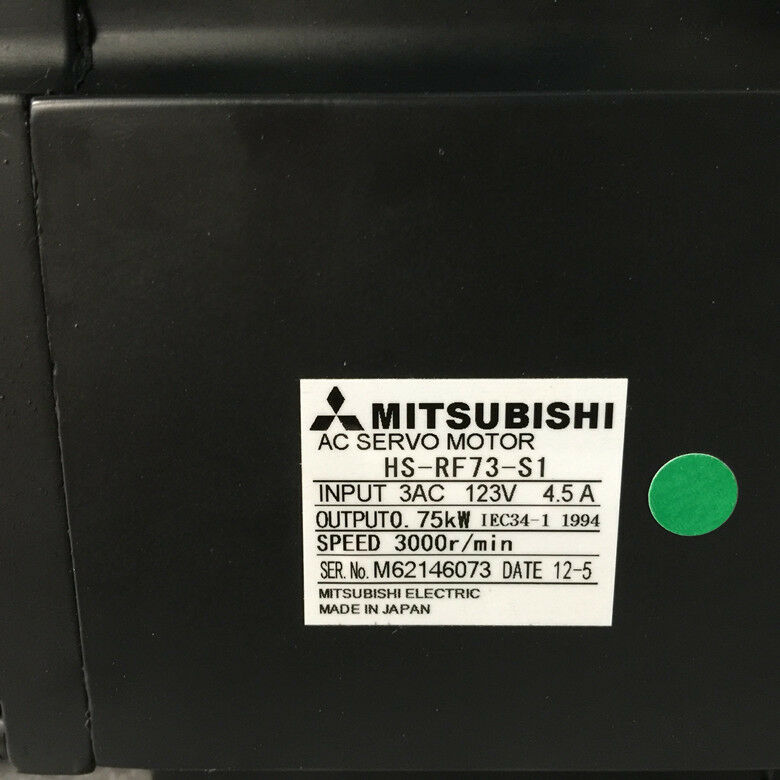 MITSUBISHI
AC SERVO MOTOR
HS-RF73-S1
INPUT 3AC 123V 4.5 A
OUTPUT0. 75kW IEC34-1 1994
SPEED 3000r/min
SER. No. M62146073 DATE 12-5
MITSUBISHI ELECTRIC
MADE IN JAPAN